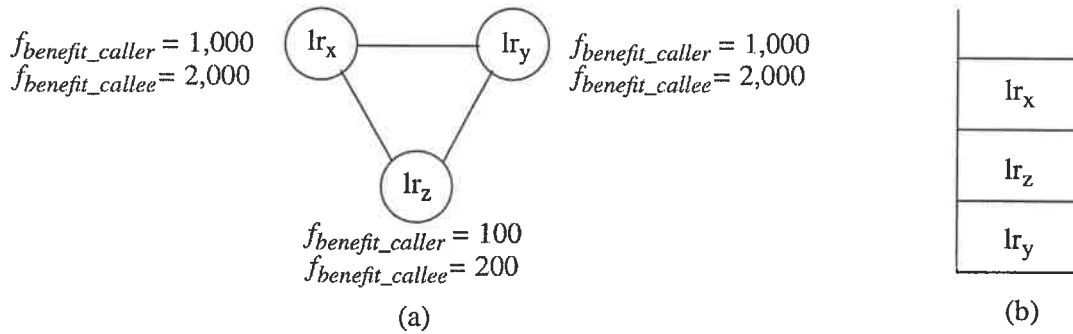 f_benefit_caller = 1,000
f_benefit_callee = 2,000
lr_x
lr_y
f_benefit_caller = 1,000
f_benefit_callee = 2,000
lr_z
f_benefit_caller = 100
f_benefit_callee = 200
(a)
lr_x
lr_z
lr_y
(b)